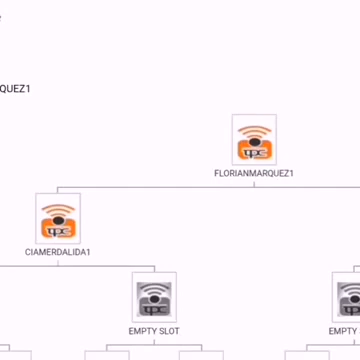 QUEZ1
FLORIANMARQUEZ1
CIAMERDALIDA1
EMPTY SLOT
EMPTY